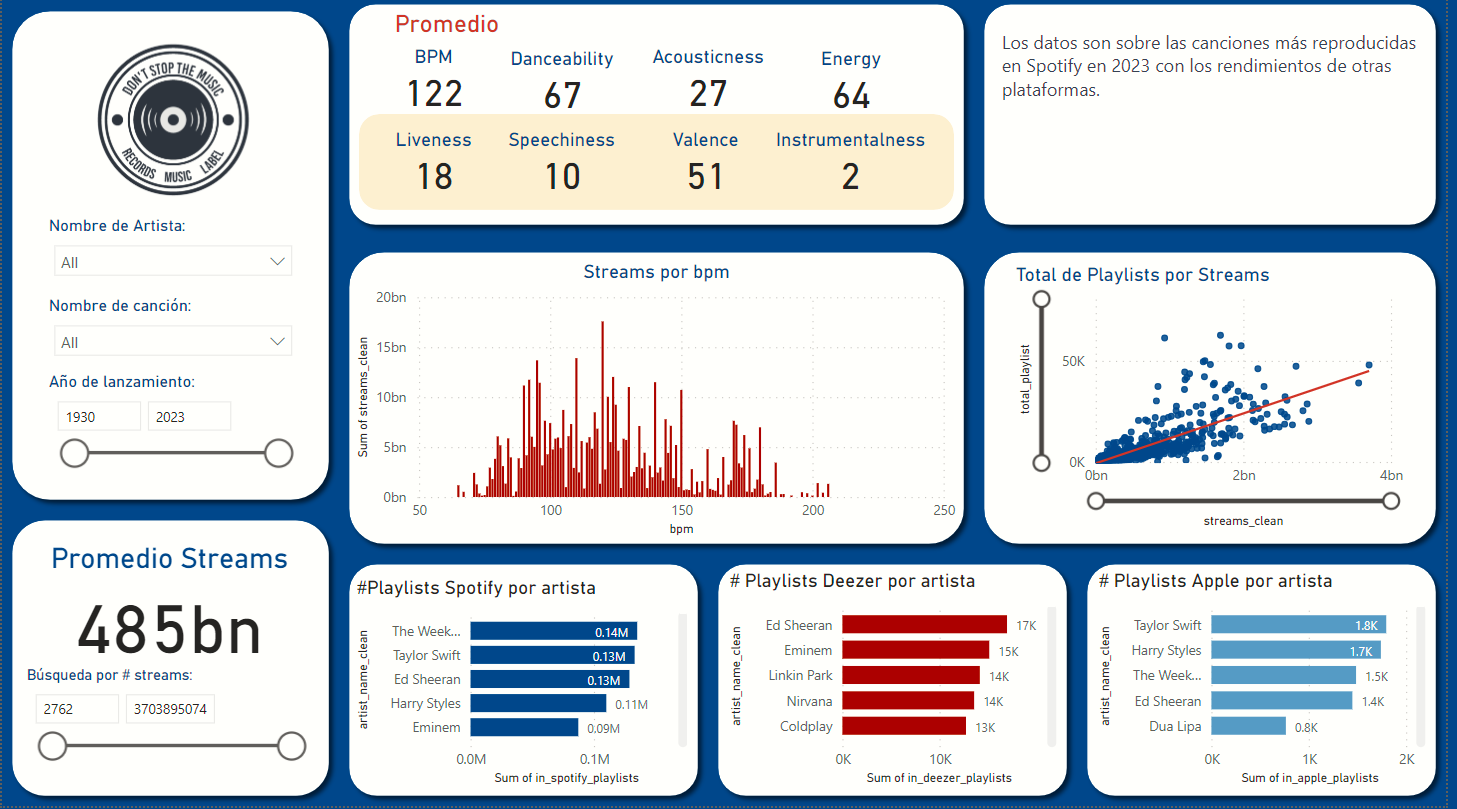 DON'T STOP THE MUSIC
RECORDS MUSIC LABEL
Nombre de Artista:
All
Nombre de canción:
All
Año de lanzamiento:
1930
2023
Promedio Streams
485bn
Búsqueda por # streams:
2762
3703895074
Promedio
BPM
Danceability
Acousticness
Energy
122
67
27
64
Liveness
Speechiness
Valence
Instrumentalness
18
10
51
2
Los datos son sobre las canciones más reproducidas
en Spotify en 2023 con los rendimientos de otras
plataformas.
Streams por bpm
Sum of streams_clean
20bn
15bn
10bn
5bn
0bn
50
100
150
200
250
bpm
Total de Playlists por Streams
total_playlist
50K
0K
0bn
2bn
4bn
streams_clean
#Playlists Spotify por artista
artist_name_clean
The Week...
0.14M
Taylor Swift
0.13M
Ed Sheeran
0.13M
Harry Styles
0.11M
Eminem
0.09M
0.0M
0.1M
Sum of in_spotify_playlists
# Playlists Deezer por artista
artist_name_clean
Ed Sheeran
17K
Eminem
15K
Linkin Park
14K
Nirvana
14K
Coldplay
13K
0K
10K
Sum of in_deezer_playlists
# Playlists Apple por artista
artist_name_clean
Taylor Swift
1.8K
Harry Styles
1.7K
The Week...
1.5K
Ed Sheeran
1.4K
Dua Lipa
0.8K
0K
1K
2K
Sum of in_apple_playlists